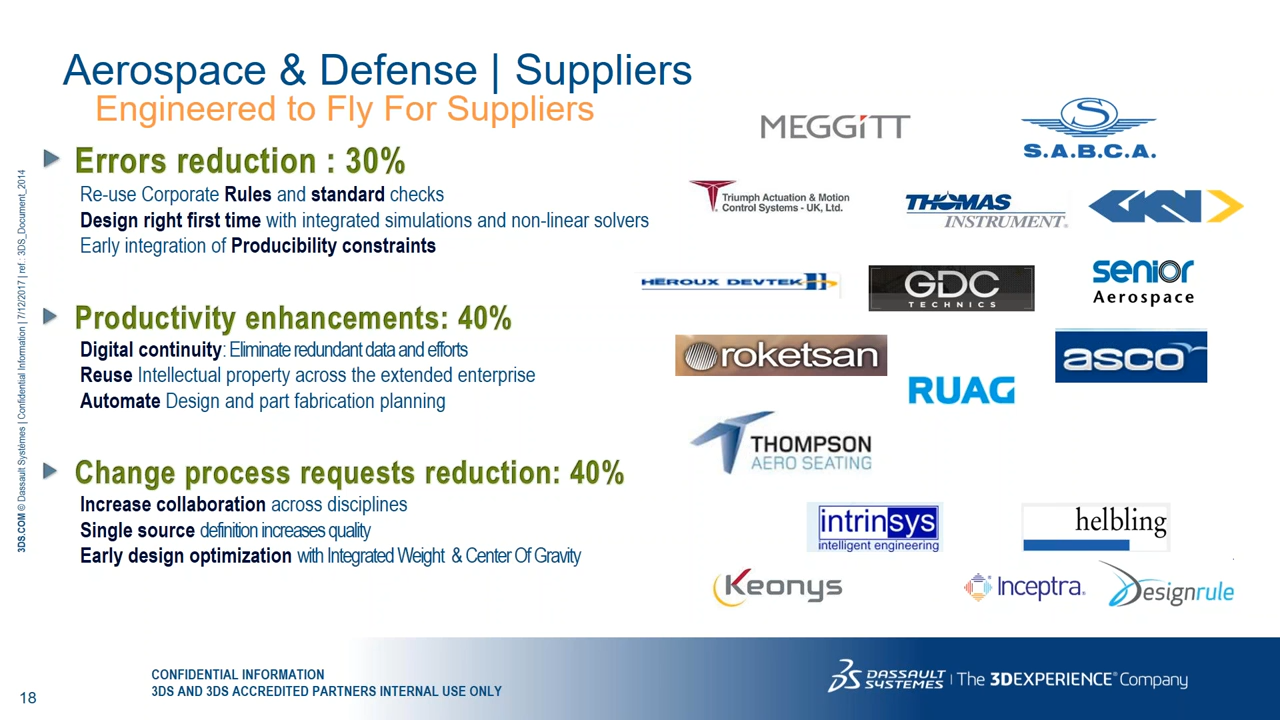 Aerospace & Defense | Suppliers
Engineered to Fly For Suppliers
Errors reduction : 30%
Re-use Corporate Rules and standard checks
Design right first time with integrated simulations and non-linear solvers
Early integration of Producibility constraints
Productivity enhancements: 40%
Digital continuity: Eliminate redundant data and efforts
Reuse Intellectual property across the extended enterprise
Automate Design and part fabrication planning
Change process requests reduction: 40%
Increase collaboration across disciplines
Single source definition increases quality
Early design optimization with Integrated Weight & Center Of Gravity
MEGGITT
S
S.A.B.C.A.
Triumph Actuation & Motion
Control Systems - UK, Ltd.
THOMAS
INSTRUMENT®
GKN
HÉROUX DEVTEK
GDC
TECHNICS
senior
Aerospace
roketsan
asco
RUAG
THOMPSON
AERO SEATING
intrinsys
intelligent engineering
helbling
Keonys
Inceptra®
Designrule
3DS.COM © Dassault Systèmes | Confidential Information | 7/12/2017 | ref.: 3DS_Document_2014
CONFIDENTIAL INFORMATION
3DS AND 3DS ACCREDITED PARTNERS INTERNAL USE ONLY
18
3DS DASSAULT SYSTEMES | The 3DEXPERIENCE® Company